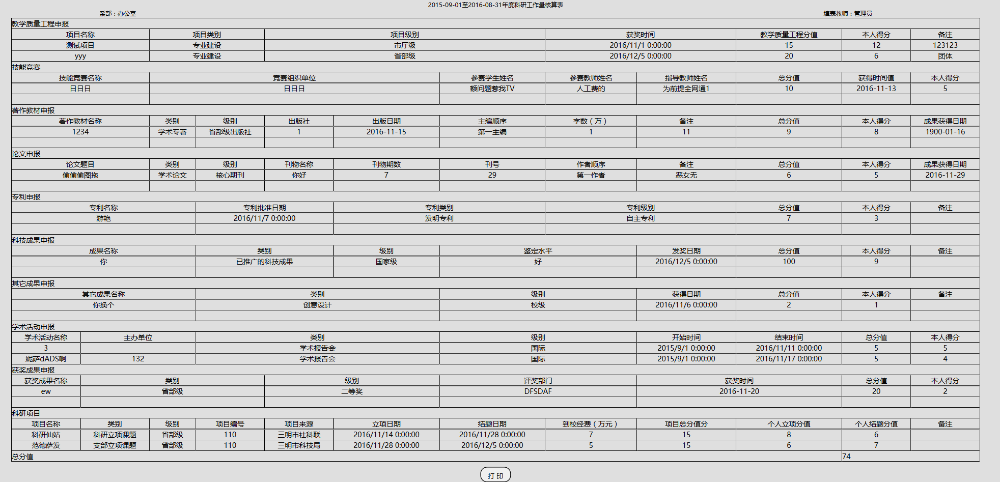 2015-09-01至2016-08-31年度科研工作量核算表
系部：办公室 填表教师：管理员
教学质量工程申报
项目名称 项目类别 项目级别 获奖时间 教学质量工程分值 本人得分 备注
测试项目 专业建设 市厅级 2016/11/1 0:00:00 15 12 123123
yyy 专业建设 省部级 2016/12/5 0:00:00 20 6 团体
技能竞赛
技能竞赛名称 竞赛组织单位 参赛学生姓名 参赛教师姓名 指导教师姓名 总分值 获得时间值 本人得分
日日日 日日日 额问题惹我TV 人工费的 为前提全网通1 10 2016-11-13 5
著作教材申报
著作教材名称 类别 级别 出版社 出版日期 主编顺序 字数（万） 备注 总分值 本人得分 成果获得日期
1234 学术专著 省部级出版社 1 2016-11-15 第一主编 1 11 9 8 1900-01-16
论文申报
论文题目 类别 级别 刊物名称 刊物期数 刊号 作者顺序 备注 总分值 本人得分 成果获得日期
偷偷偷图拖 学术论文 核心期刊 你好 7 29 第一作者 恶女无 6 5 2016-11-29
专利申报
专利名称 专利批准日期 专利类别 专利级别 总分值 本人得分 备注
游艳 2016/11/7 0:00:00 发明专利 自主专利 7 3
科技成果申报
成果名称 类别 级别 鉴定水平 发奖日期 总分值 本人得分 备注
你 已推广的科技成果 国家级 好 2016/12/5 0:00:00 100 9
其它成果申报
其它成果名称 类别 级别 获得日期 总分值 本人得分 备注
你换个 创意设计 校级 2016/11/6 0:00:00 2 1
学术活动申报
学术活动名称 主办单位 类别 级别 开始时间 结束时间 总分值 本人得分
3 学术报告会 国际 2015/9/1 0:00:00 2016/11/11 0:00:00 5 5
妮萨dADS啊 132 学术报告会 国际 2015/9/1 0:00:00 2016/11/17 0:00:00 5 4
获奖成果申报
获奖成果名称 类别 级别 评奖部门 获奖时间 总分值 本人得分
ew 省部级 二等奖 DFSDAF 2016-11-20 20 2
科研项目
项目名称 类别 级别 项目编号 项目来源 立项日期 结题日期 到校经费（万元） 项目总分值分 个人立项分值 个人结题分值 备注
科研仙姑 科研立项课题 省部级 110 三明市社科联 2016/11/14 0:00:00 2016/11/28 0:00:00 7 15 8 6
范德萨发 支部立项课题 省部级 110 三明市科技局 2016/11/28 0:00:00 2016/12/5 0:00:00 5 15 6 7
总分值 74
打 印